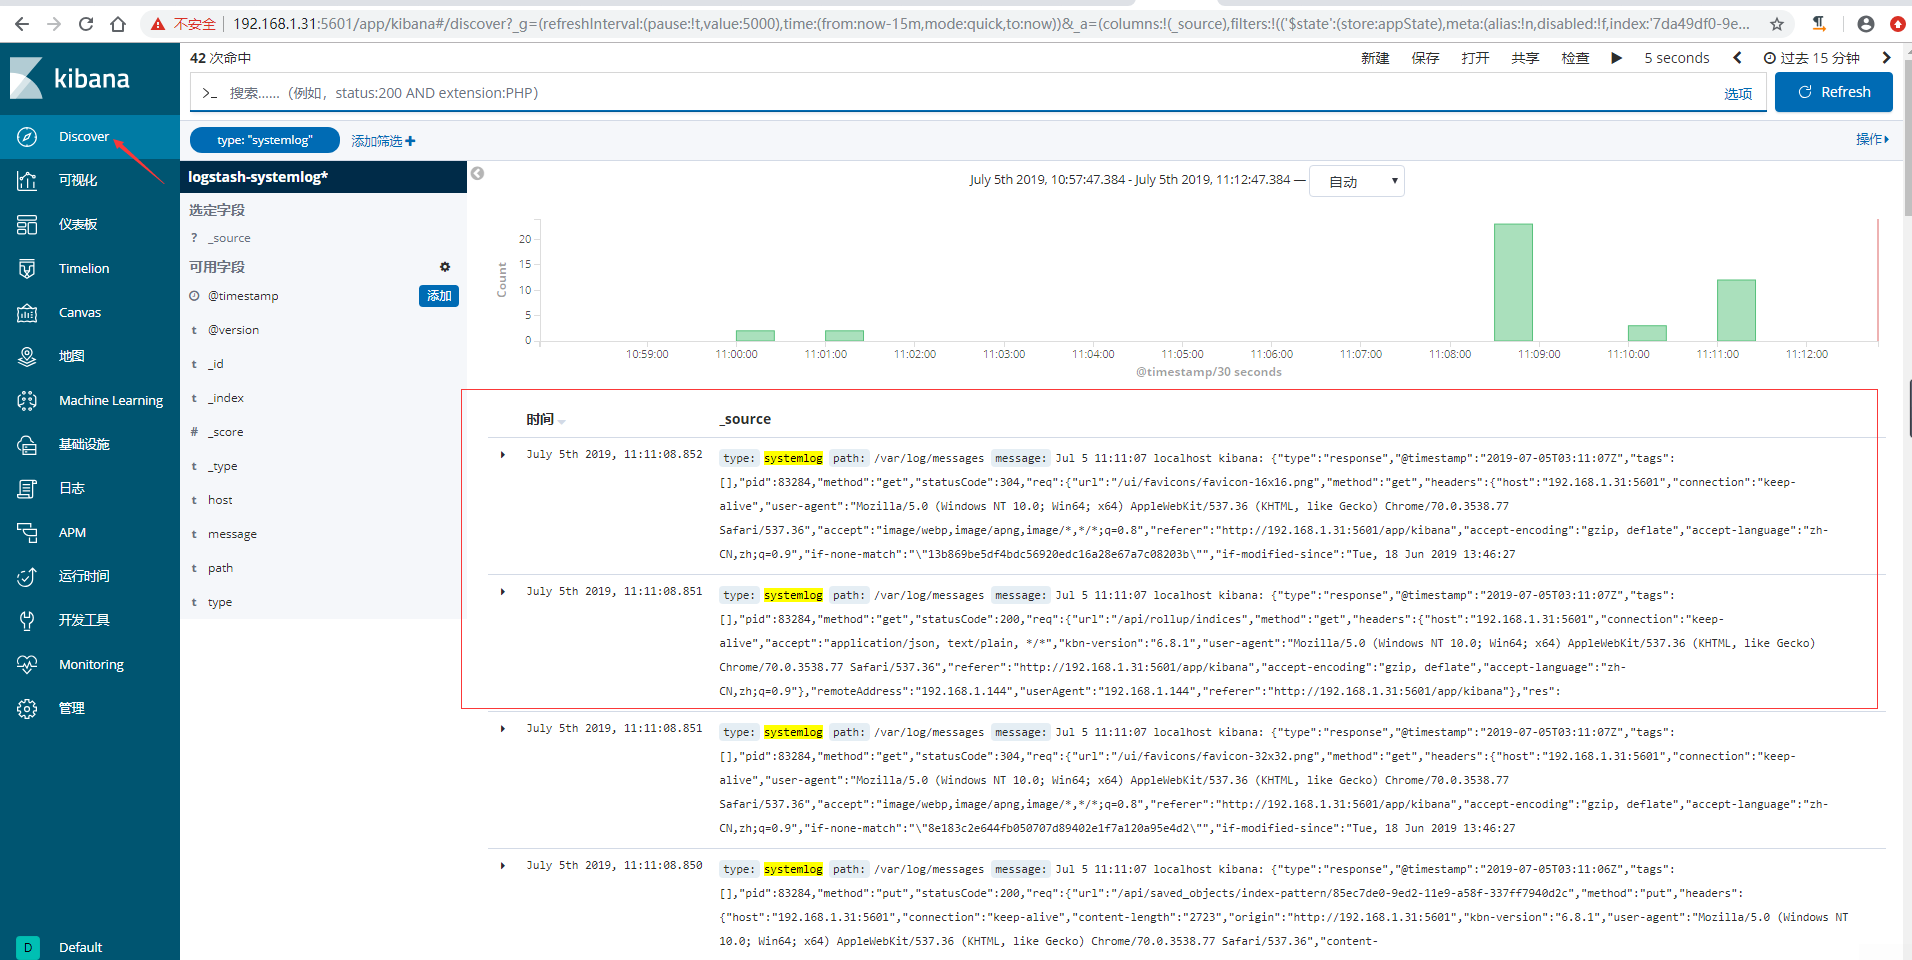 不安全 192.168.1.31:5601/app/kibana#/discover?_g=(refreshInterval:(pause:!t,value:5000),time:(from:now-15m,mode:quick,to:now))&_a=(columns:!(_source),filters:!(('$state':(store:appState),meta:(alias:!n,disabled:!f,index:'7da49df0-9e...
kibana
Discover
可视化
仪表板
Timelion
Canvas
地图
Machine Learning
基础设施
日志
APM
运行时间
开发工具
Monitoring
管理
D Default
42 次命中
新建 保存 打开 共享 检查 5 seconds 过去 15 分钟
>_ 搜索...... （例如，status:200 AND extension:PHP） 选项 Refresh
type: "systemlog" 添加筛选 操作
logstash-systemlog*
选定字段
? _source
可用字段
@timestamp 添加
t @version
t _id
t _index
# _score
t _type
t host
t message
t path
t type
July 5th 2019, 10:57:47.384 - July 5th 2019, 11:12:47.384 — 自动
Count
20
15
10
5
0
10:59:00 11:00:00 11:01:00 11:02:00 11:03:00 11:04:00 11:05:00 11:06:00 11:07:00 11:08:00 11:09:00 11:10:00 11:11:00 11:12:00
@timestamp/30 seconds
时间 _source
July 5th 2019, 11:11:08.852 type: systemlog path: /var/log/messages message: Jul 5 11:11:07 localhost kibana: {"type":"response","@timestamp":"2019-07-05T03:11:07Z","tags":
[],"pid":83284,"method":"get","statusCode":304,"req":{"url":"/ui/favicons/favicon-16x16.png","method":"get","headers":{"host":"192.168.1.31:5601","connection":"keep-
alive","user-agent":"Mozilla/5.0 (Windows NT 10.0; Win64; x64) AppleWebKit/537.36 (KHTML, like Gecko) Chrome/70.0.3538.77
Safari/537.36","accept":"image/webp,image/apng,image/*,*/*;q=0.8","referer":"http://192.168.1.31:5601/app/kibana","accept-encoding":"gzip, deflate","accept-language":"zh-
CN,zh;q=0.9","if-none-match":"\"13b869be5df4bdc56920edc16a28e67a7c08203b\"","if-modified-since":"Tue, 18 Jun 2019 13:46:27
July 5th 2019, 11:11:08.851 type: systemlog path: /var/log/messages message: Jul 5 11:11:07 localhost kibana: {"type":"response","@timestamp":"2019-07-05T03:11:07Z","tags":
[],"pid":83284,"method":"get","statusCode":200,"req":{"url":"/api/rollup/indices","method":"get","headers":{"host":"192.168.1.31:5601","connection":"keep-
alive","accept":"application/json, text/plain, */*","kbn-version":"6.8.1","user-agent":"Mozilla/5.0 (Windows NT 10.0; Win64; x64) AppleWebKit/537.36 (KHTML, like Gecko)
Chrome/70.0.3538.77 Safari/537.36","referer":"http://192.168.1.31:5601/app/kibana","accept-encoding":"gzip, deflate","accept-language":"zh-
CN,zh;q=0.9"},"remoteAddress":"192.168.1.144","userAgent":"192.168.1.144","referer":"http://192.168.1.31:5601/app/kibana"},"res":
July 5th 2019, 11:11:08.851 type: systemlog path: /var/log/messages message: Jul 5 11:11:07 localhost kibana: {"type":"response","@timestamp":"2019-07-05T03:11:07Z","tags":
[],"pid":83284,"method":"get","statusCode":304,"req":{"url":"/ui/favicons/favicon-32x32.png","method":"get","headers":{"host":"192.168.1.31:5601","connection":"keep-
alive","user-agent":"Mozilla/5.0 (Windows NT 10.0; Win64; x64) AppleWebKit/537.36 (KHTML, like Gecko) Chrome/70.0.3538.77
Safari/537.36","accept":"image/webp,image/apng,image/*,*/*;q=0.8","referer":"http://192.168.1.31:5601/app/kibana","accept-encoding":"gzip, deflate","accept-language":"zh-
CN,zh;q=0.9","if-none-match":"\"8e183c2e644fb050707d89402e1f7a120a95e4d2\"","if-modified-since":"Tue, 18 Jun 2019 13:46:27
July 5th 2019, 11:11:08.850 type: systemlog path: /var/log/messages message: Jul 5 11:11:07 localhost kibana: {"type":"response","@timestamp":"2019-07-05T03:11:06Z","tags":
[],"pid":83284,"method":"put","statusCode":200,"req":{"url":"/api/saved_objects/index-pattern/85ec7de0-9ed2-11e9-a58f-337ff7940d2c","method":"put","headers":
{"host":"192.168.1.31:5601","connection":"keep-alive","content-length":"2723","origin":"http://192.168.1.31:5601","kbn-version":"6.8.1","user-agent":"Mozilla/5.0 (Windows NT
10.0; Win64; x64) AppleWebKit/537.36 (KHTML, like Gecko) Chrome/70.0.3538.77 Safari/537.36","content-